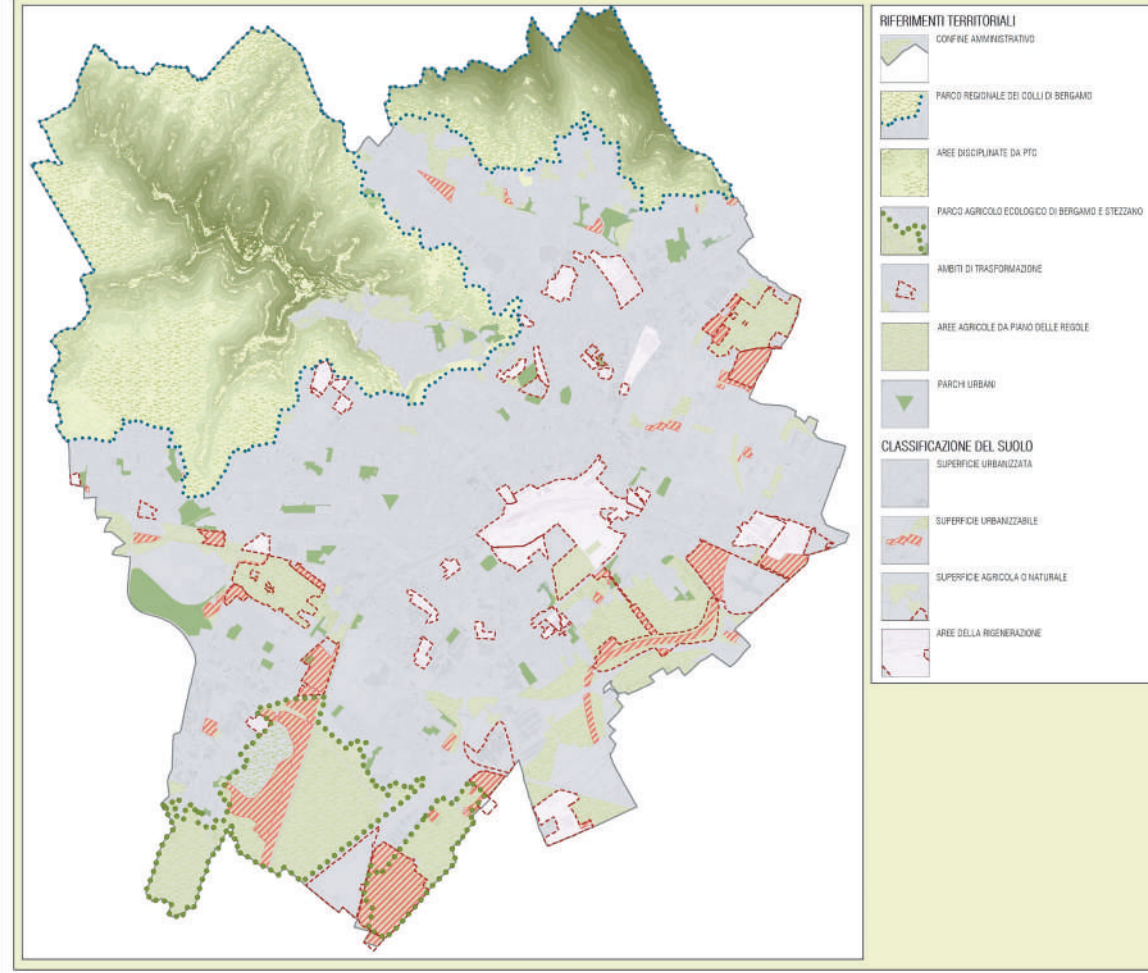 RIFERIMENTI TERRITORIALI
CONFINE AMMINISTRATIVO
PARCO REGIONALE DEI COLLI DI BERGAMO
AREE DISCIPLINATE DA PTC
PARCO AGRICOLO ECOLOGICO DI BERGAMO E STEZZANO
AMBITI DI TRASFORMAZIONE
AREE AGRICOLE DA PIANO DELLE REGOLE
PARCHI URBANI
CLASSIFICAZIONE DEL SUOLO
SUPERFICIE URBANIZZATA
SUPERFICIE URBANIZZABILE
SUPERFICIE AGRICOLA O NATURALE
AREE DELLA RIGENERAZIONE